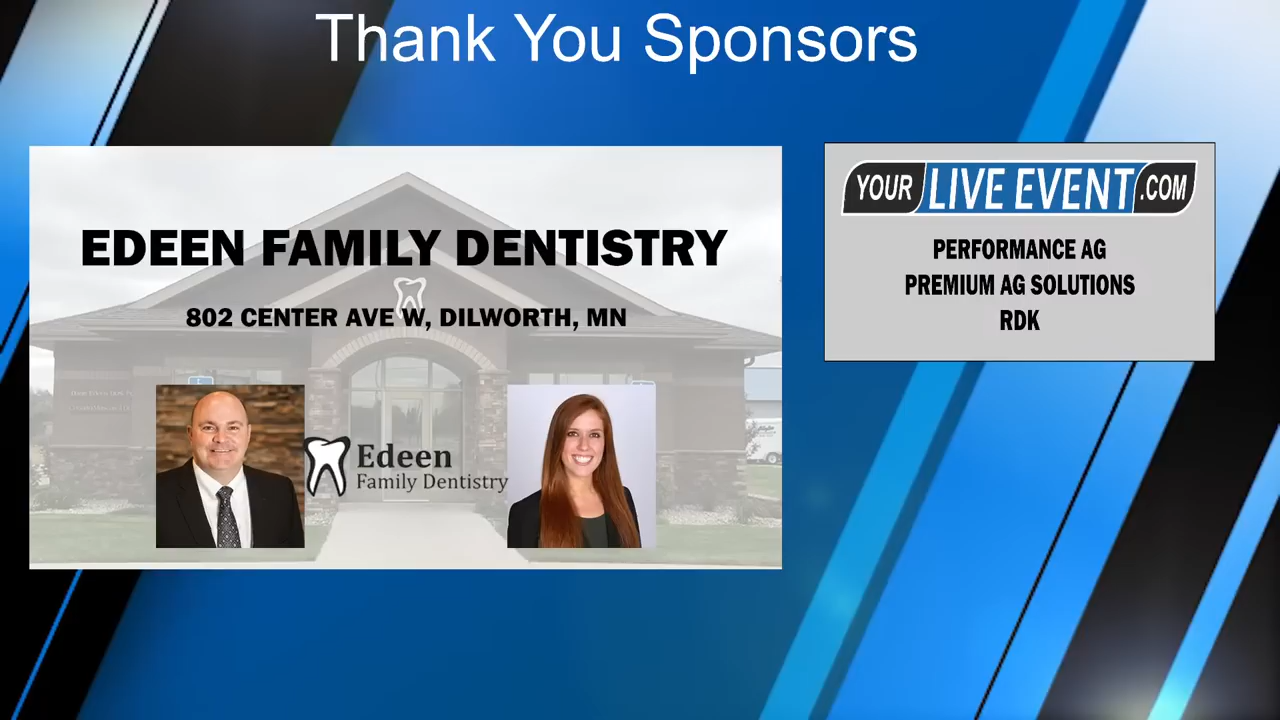 Thank You Sponsors
EDEEN FAMILY DENTISTRY
802 CENTER AVE W, DILWORTH, MN
Edeen
Family Dentistry
YOUR LIVE EVENT .COM
PERFORMANCE AG
PREMIUM AG SOLUTIONS
RDK